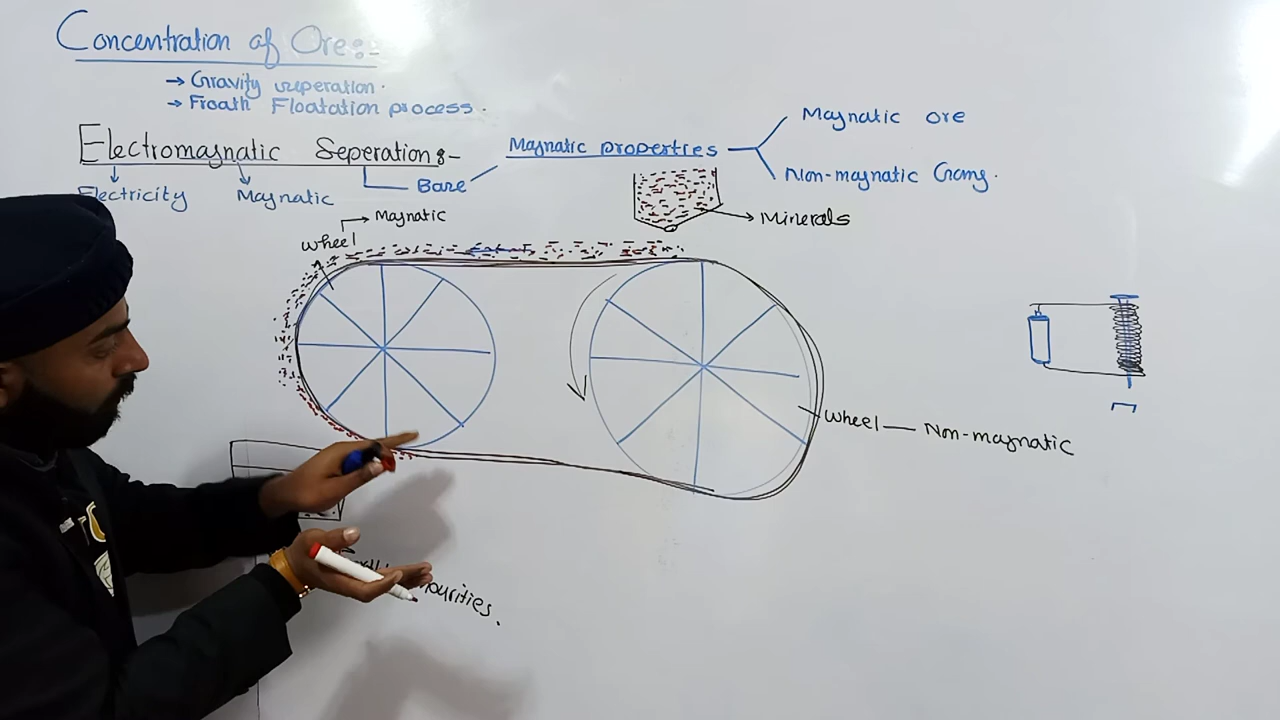 Concentration of Ore:-
→ Gravity seperation.
→ Froath Floatation process.
Electromagnatic Seperation:-
Electricity
Magnatic
Base
Magnatic properties
Magnatic ore
Non-magnatic Gang.
Minerals
Wheel → Magnatic
Wheel — Non-magnatic